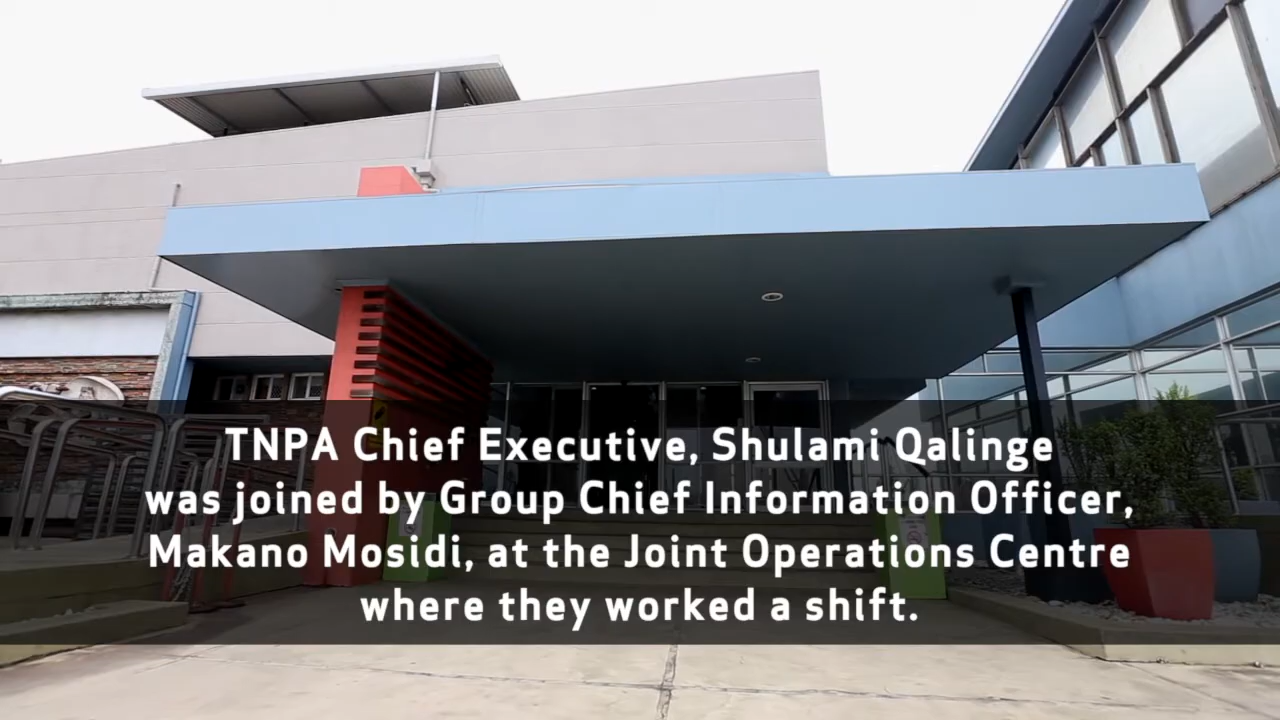 TNPA Chief Executive, Shulami Qalinge
was joined by Group Chief Information Officer,
Makano Mosidi, at the Joint Operations Centre
where they worked a shift.